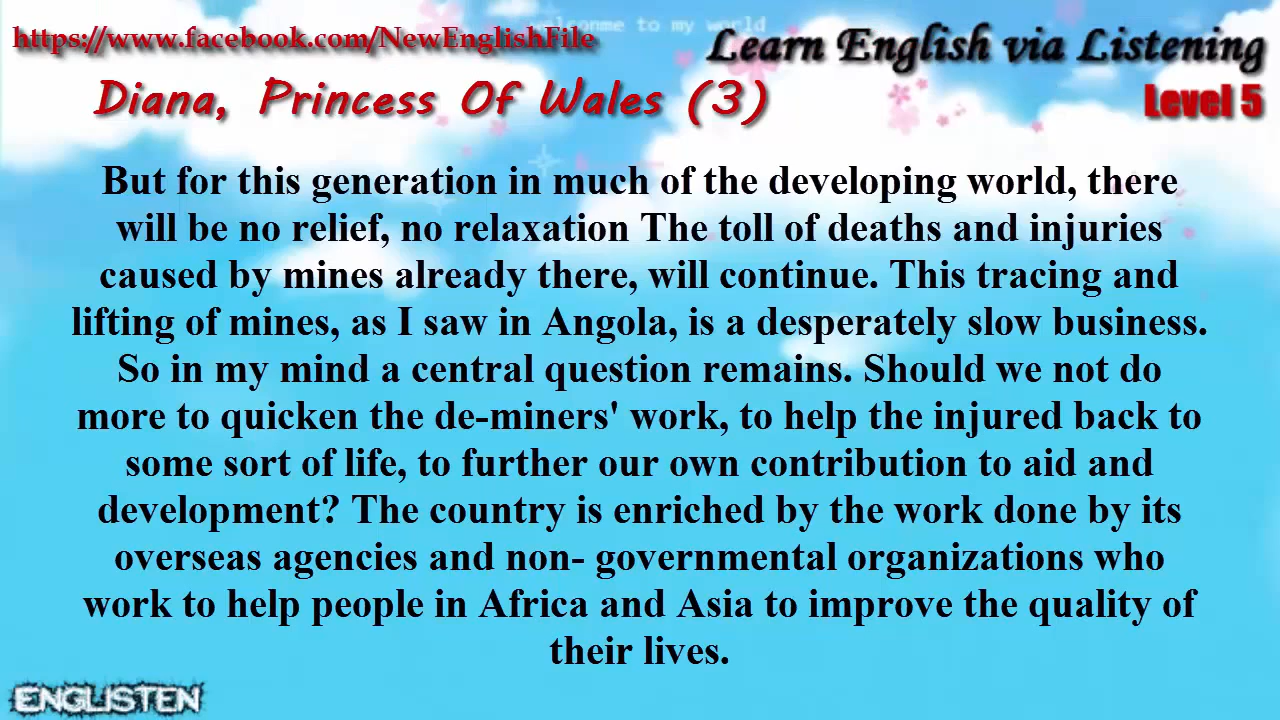 welconme to my world
https://www.facebook.com/NewEnglishFile
Learn English via Listening
Diana, Princess Of Wales (3)
Level 5
But for this generation in much of the developing world, there
will be no relief, no relaxation The toll of deaths and injuries
caused by mines already there, will continue. This tracing and
lifting of mines, as I saw in Angola, is a desperately slow business.
So in my mind a central question remains. Should we not do
more to quicken the de-miners' work, to help the injured back to
some sort of life, to further our own contribution to aid and
development? The country is enriched by the work done by its
overseas agencies and non- governmental organizations who
work to help people in Africa and Asia to improve the quality of
their lives.
ENGLISTEN